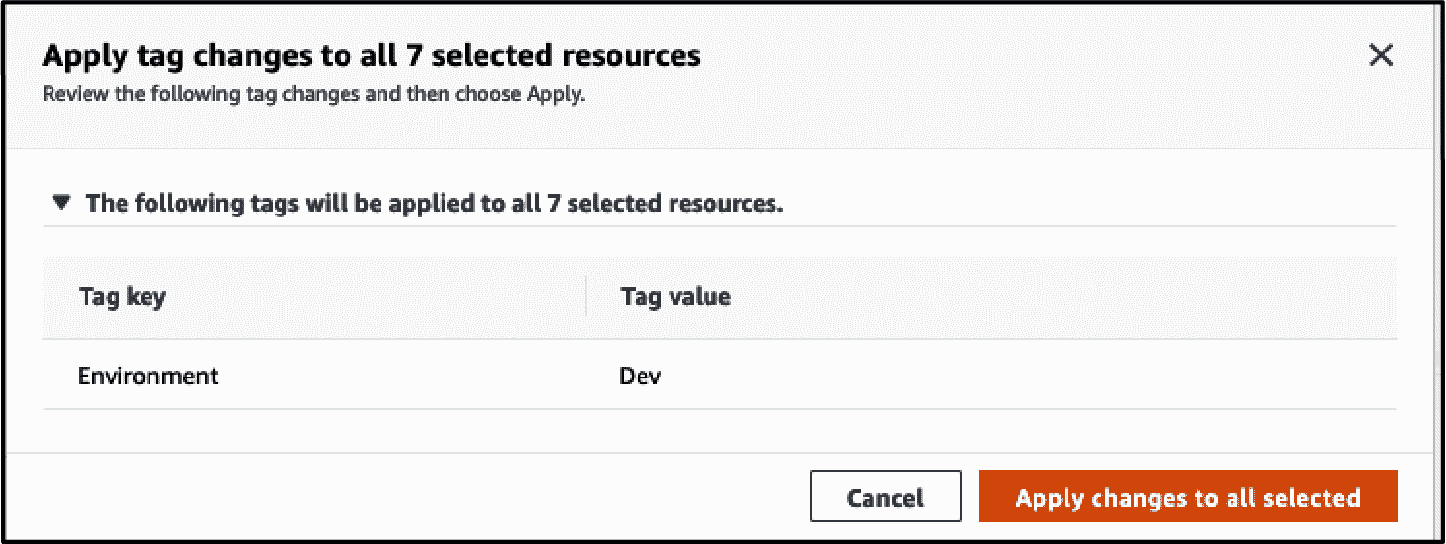 Apply tag changes to all 7 selected resources
Review the following tag changes and then choose Apply.
The following tags will be applied to all 7 selected resources.
Tag key Tag value
Environment Dev
Cancel Apply changes to all selected